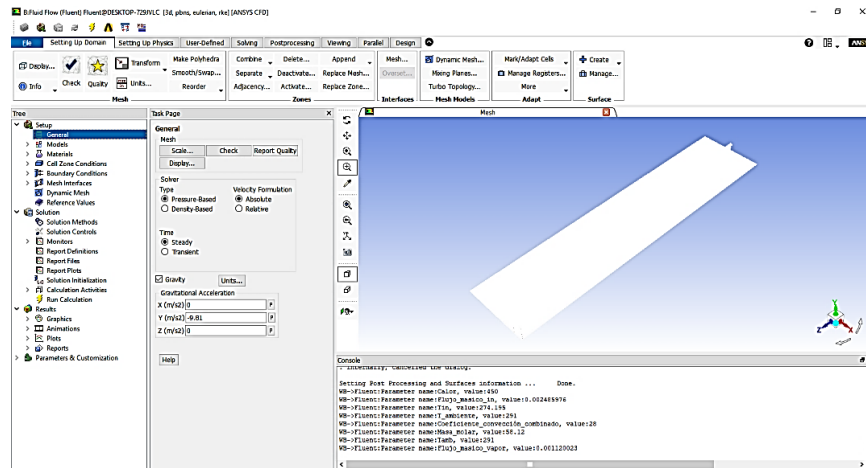 B:Fluid Flow (Fluent) Fluent@DESKTOP-729IVLC [3d, pbns, eulerian, rke] [ANSYS CFD]
File Setting Up Domain Setting Up Physics User-Defined Solving Postprocessing Viewing Parallel Design
Display... Transform Make Polyhedra Combine Delete... Append Mesh... Dynamic Mesh... Mark/Adapt Cells Create
Info Check Quality Units... Smooth/Swap... Separate Deactivate... Replace Mesh... Overset... Mixing Planes... Manage Registers... Manage...
Reorder Adjacency... Activate... Replace Zone... Turbo Topology... More
Mesh Zones Interfaces Mesh Models Adapt Surface
Tree Task Page Mesh
Setup
General
Models
Materials
Cell Zone Conditions
Boundary Conditions
Mesh Interfaces
Dynamic Mesh
Reference Values
Solution
Solution Methods
Solution Controls
Monitors
Report Definitions
Report Files
Report Plots
Solution Initialization
Calculation Activities
Run Calculation
Results
Graphics
Animations
Plots
Reports
Parameters & Customization
General
Mesh
Scale... Check Report Quality
Display...
Solver
Type Velocity Formulation
Pressure-Based Absolute
Density-Based Relative
Time
Steady
Transient
Gravity Units...
Gravitational Acceleration
X (m/s2) 0
Y (m/s2) -9.81
Z (m/s2) 0
Help
Y
Z X
Console
. Internally, Cancelled the dialog.
Setting Post Processing and Surfaces information ... Done.
WB->Fluent:Parameter name:Calor, value:450
WB->Fluent:Parameter name:Flujo_masico_in, value:0.002485976
WB->Fluent:Parameter name:Tin, value:274.195
WB->Fluent:Parameter name:T_ambiente, value:291
WB->Fluent:Parameter name:Coeficiente_convección_combinado, value:28
WB->Fluent:Parameter name:Masa_molar, value:58.12
WB->Fluent:Parameter name:Tamb, value:291
WB->Fluent:Parameter name:Flujo_masico_vapor, value:0.001120023